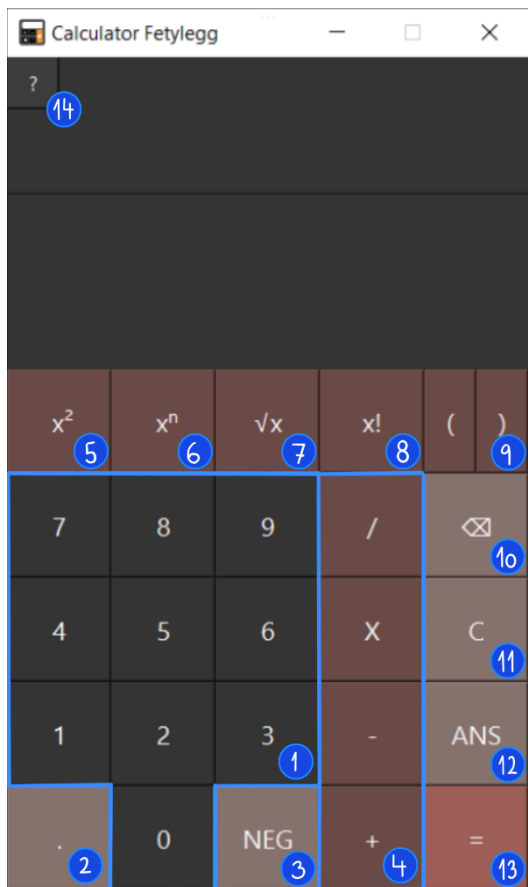 Calculator Fetylegg
?
14
x² xⁿ √x x! ( )
5 6 7 8 9
7 8 9 / ⌫
10
4 5 6 X C
11
1 2 3 - ANS
1 12
. 0 NEG + =
2 3 4 13